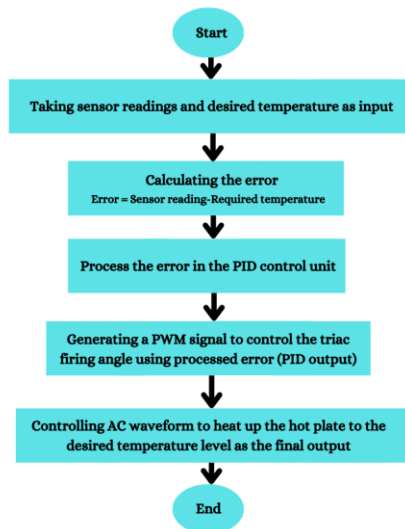 Start
Taking sensor readings and desired temperature as input
Calculating the error
Error = Sensor reading-Required temperature
Process the error in the PID control unit
Generating a PWM signal to control the triac
firing angle using processed error (PID output)
Controlling AC waveform to heat up the hot plate to the
desired temperature level as the final output
End